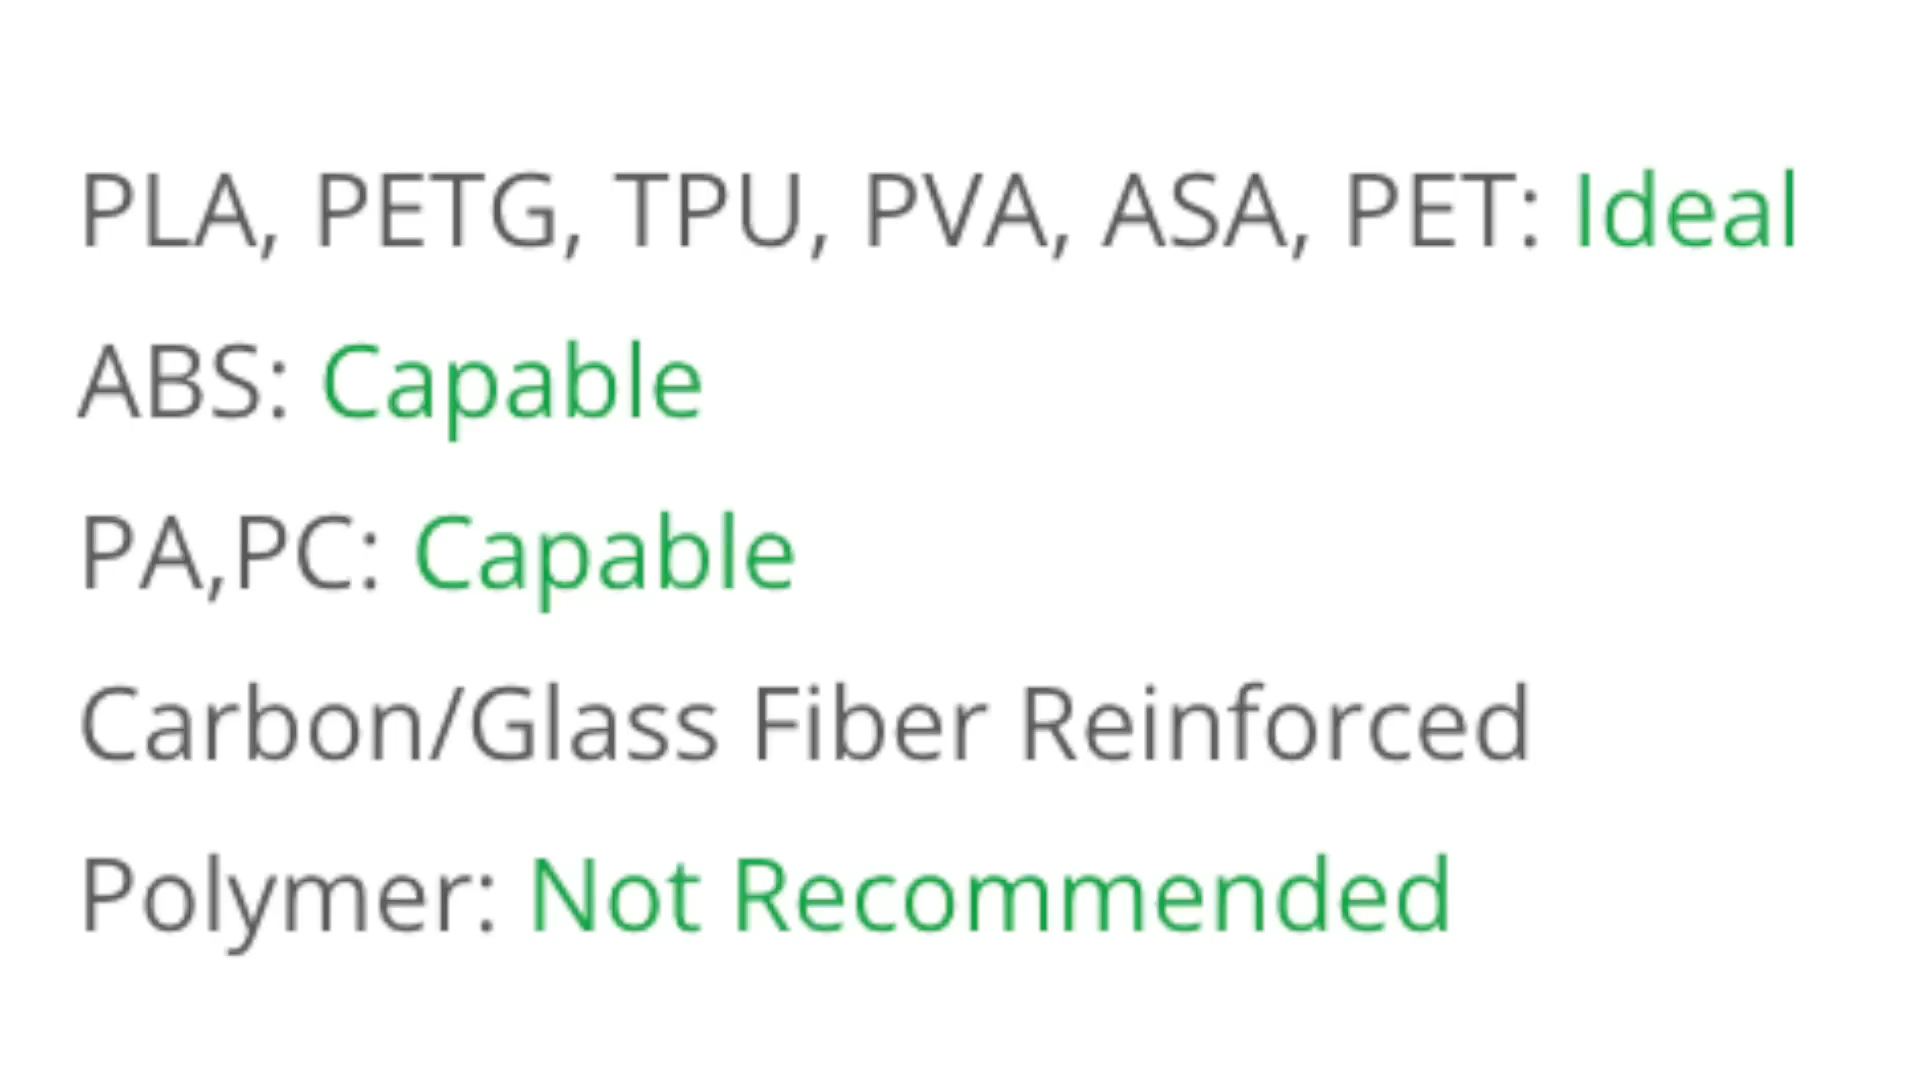 PLA, PETG, TPU, PVA, ASA, PET: Ideal
ABS: Capable
PA,PC: Capable
Carbon/Glass Fiber Reinforced
Polymer: Not Recommended